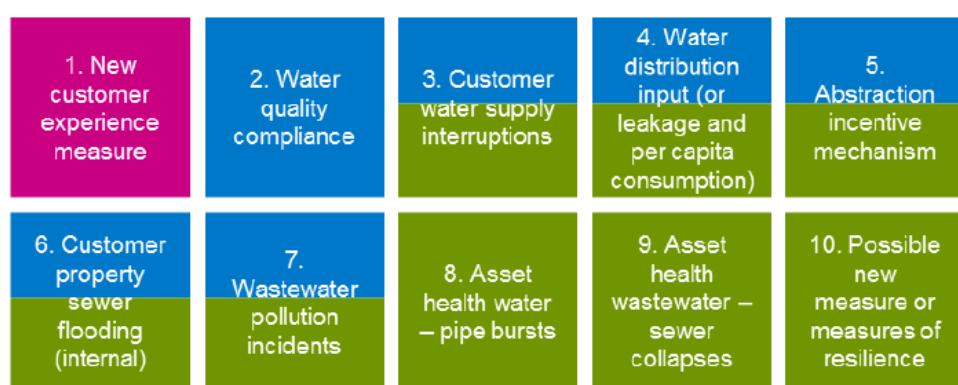 1. New
customer
experience
measure
2. Water
quality
compliance
3. Customer
water supply
interruptions
4. Water
distribution
input (or
leakage and
per capita
consumption)
5.
Abstraction
incentive
mechanism
6. Customer
property
sewer
flooding
(internal)
7.
Wastewater
pollution
incidents
8. Asset
health water
– pipe bursts
9. Asset
health
wastewater –
sewer
collapses
10. Possible
new
measure or
measures of
resilience